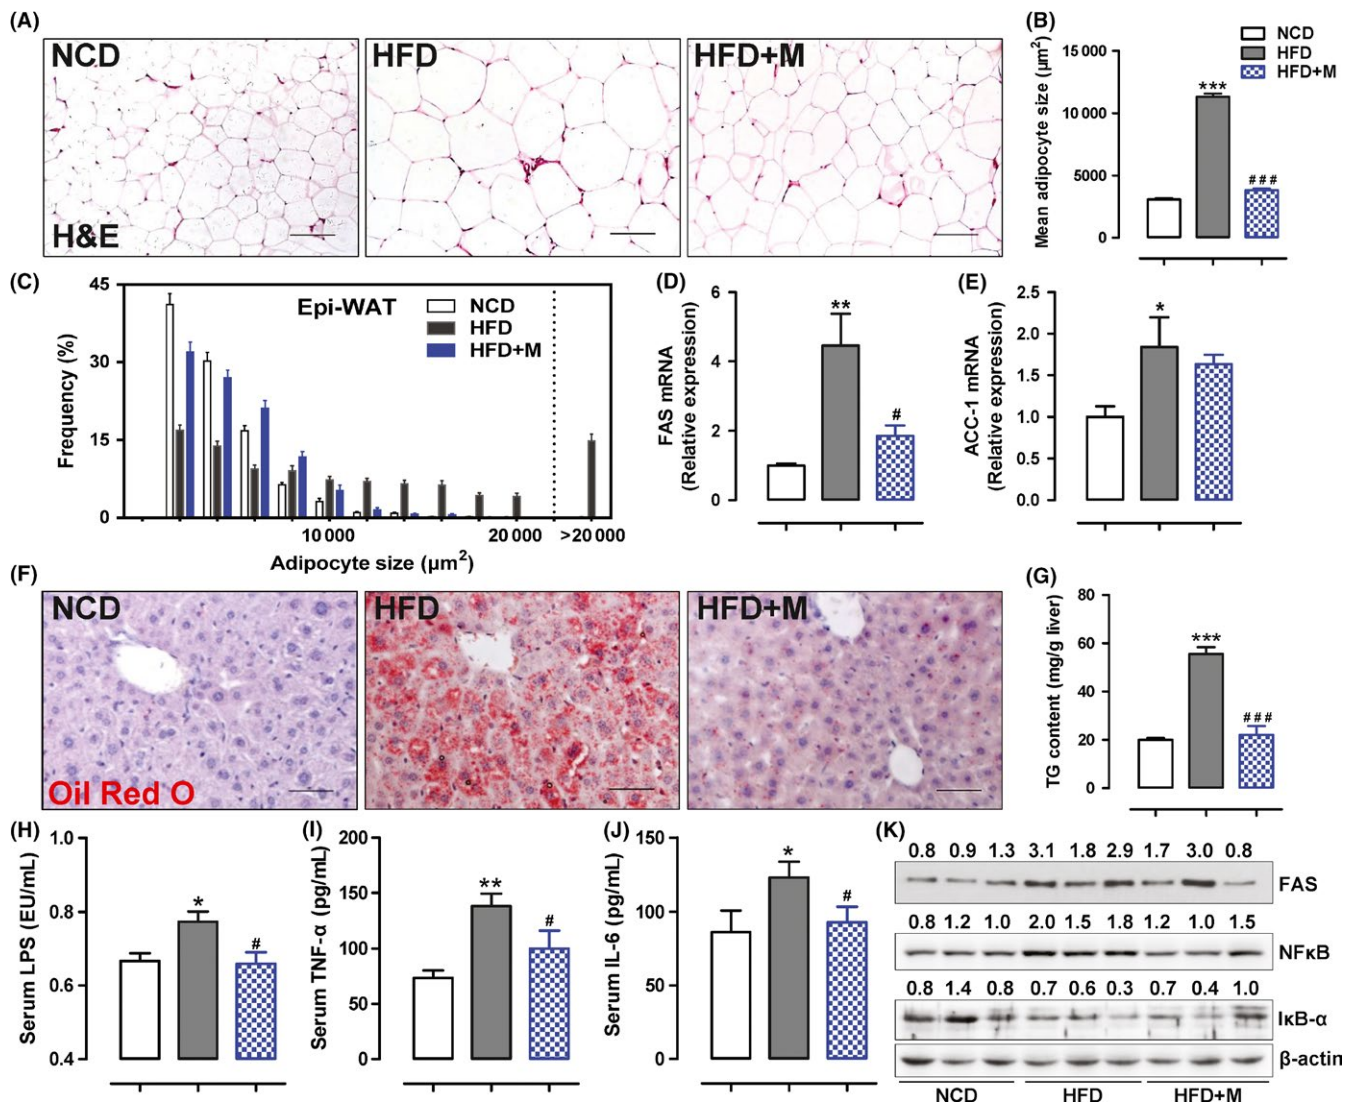 (A)
NCD
HFD
HFD+M
H&E
(B)
NCD
HFD
HFD+M
Mean adipocyte size (µm²)
15 000
10 000
5000
0
***
###
(C)
Epi-WAT
NCD
HFD
HFD+M
Frequency (%)
45
30
15
0
10 000
20 000
>20 000
Adipocyte size (µm²)
(D)
FAS mRNA
(Relative expression)
6
4
2
0
**
#
(E)
ACC-1 mRNA
(Relative expression)
2.5
2.0
1.5
1.0
0.5
0.0
*
(F)
NCD
HFD
HFD+M
Oil Red O
(G)
TG content (mg/g liver)
80
60
40
20
0
***
###
(H)
Serum LPS (EU/mL)
1.0
0.8
0.6
0.4
*
#
(I)
Serum TNF-α (pg/mL)
200
150
100
50
0
**
#
(J)
Serum IL-6 (pg/mL)
150
100
50
0
*
#
(K)
0.8 0.9 1.3 3.1 1.8 2.9 1.7 3.0 0.8
FAS
0.8 1.2 1.0 2.0 1.5 1.8 1.2 1.0 1.5
NFκB
0.8 1.4 0.8 0.7 0.6 0.3 0.7 0.4 1.0
IκB-α
β-actin
NCD HFD HFD+M